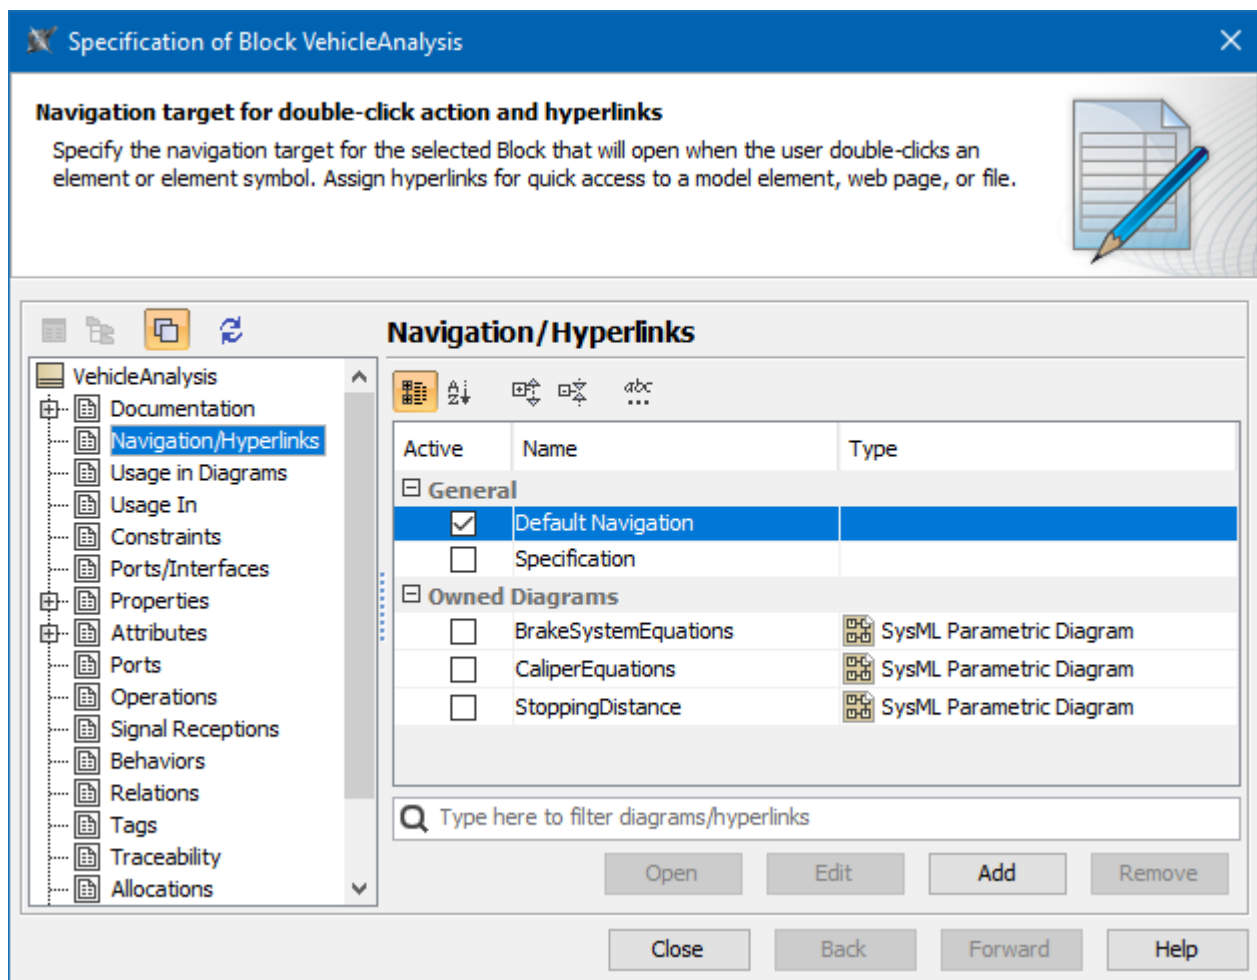 Specification of Block VehicleAnalysis
Navigation target for double-click action and hyperlinks
Specify the navigation target for the selected Block that will open when the user double-clicks an
element or element symbol. Assign hyperlinks for quick access to a model element, web page, or file.
VehicleAnalysis
Documentation
Navigation/Hyperlinks
Usage in Diagrams
Usage In
Constraints
Ports/Interfaces
Properties
Attributes
Ports
Operations
Signal Receptions
Behaviors
Relations
Tags
Traceability
Allocations
Navigation/Hyperlinks
A
Z
abc
...
Active Name Type
General
Default Navigation
Specification
Owned Diagrams
BrakeSystemEquations SysML Parametric Diagram
CaliperEquations SysML Parametric Diagram
StoppingDistance SysML Parametric Diagram
Type here to filter diagrams/hyperlinks
Open Edit Add Remove
Close Back Forward Help